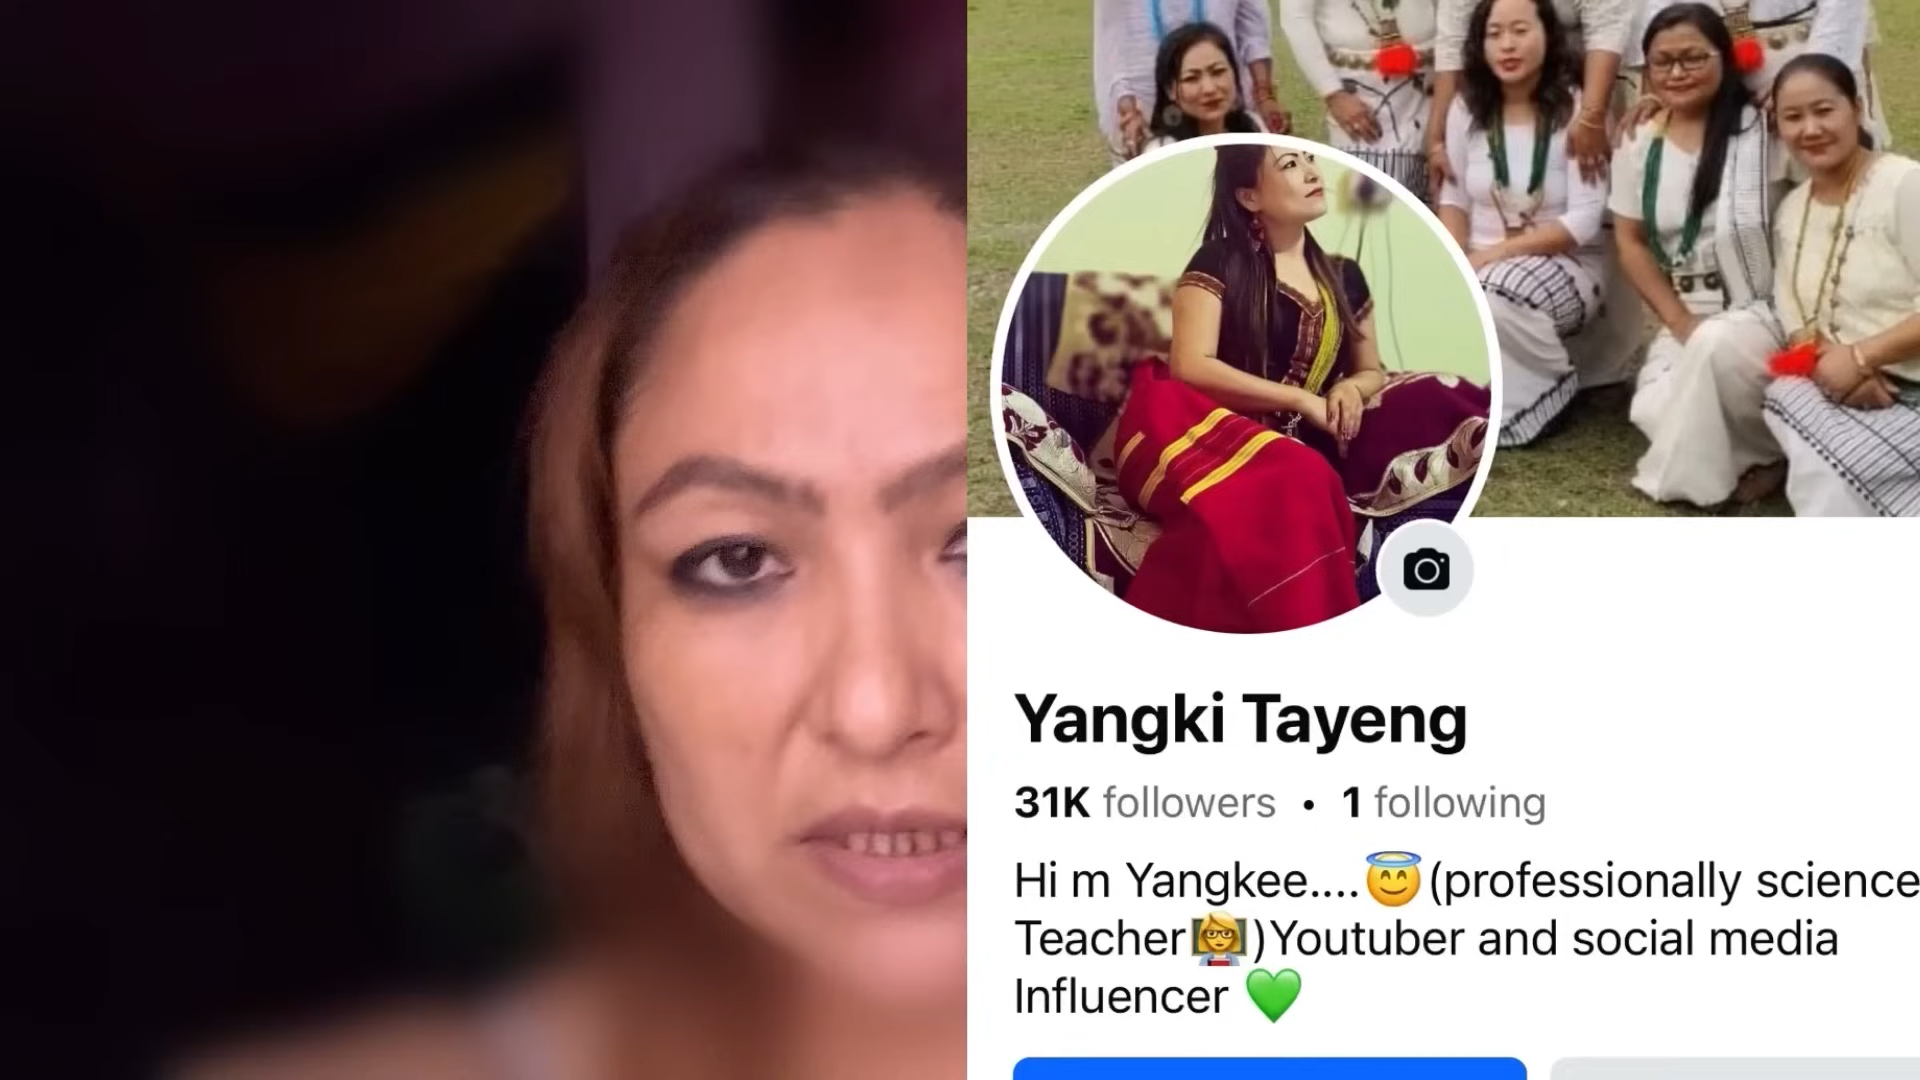 Yangki Tayeng
31K followers • 1 following
Hi m Yangkee....😇(professionally science
Teacher👩‍🏫)Youtuber and social media
Influencer 💚